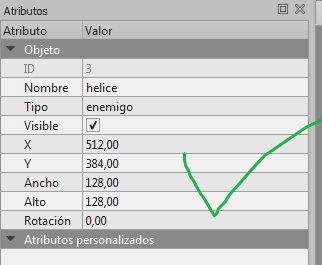 Atributos
Atributo Valor
Objeto
ID 3
Nombre helice
Tipo enemigo
Visible
X 512,00
Y 384,00
Ancho 128,00
Alto 128,00
Rotación 0,00
Atributos personalizados